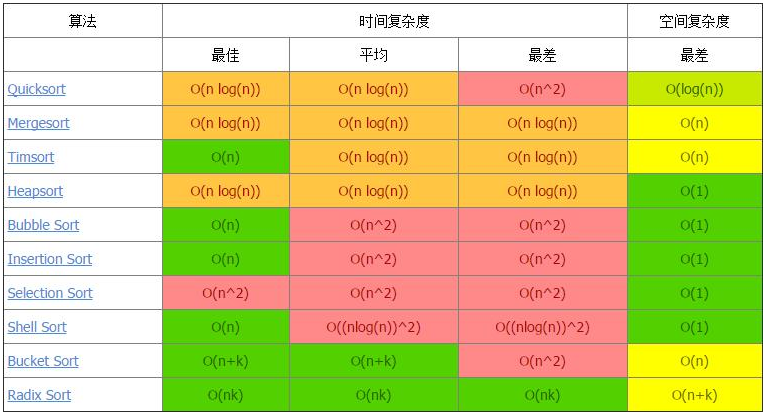 算法 时间复杂度 空间复杂度
最佳 平均 最差 最差
Quicksort O(n log(n)) O(n log(n)) O(n^2) O(log(n))
Mergesort O(n log(n)) O(n log(n)) O(n log(n)) O(n)
Timsort O(n) O(n log(n)) O(n log(n)) O(n)
Heapsort O(n log(n)) O(n log(n)) O(n log(n)) O(1)
Bubble Sort O(n) O(n^2) O(n^2) O(1)
Insertion Sort O(n) O(n^2) O(n^2) O(1)
Selection Sort O(n^2) O(n^2) O(n^2) O(1)
Shell Sort O(n) O((nlog(n))^2) O((nlog(n))^2) O(1)
Bucket Sort O(n+k) O(n+k) O(n^2) O(n)
Radix Sort O(nk) O(nk) O(nk) O(n+k)